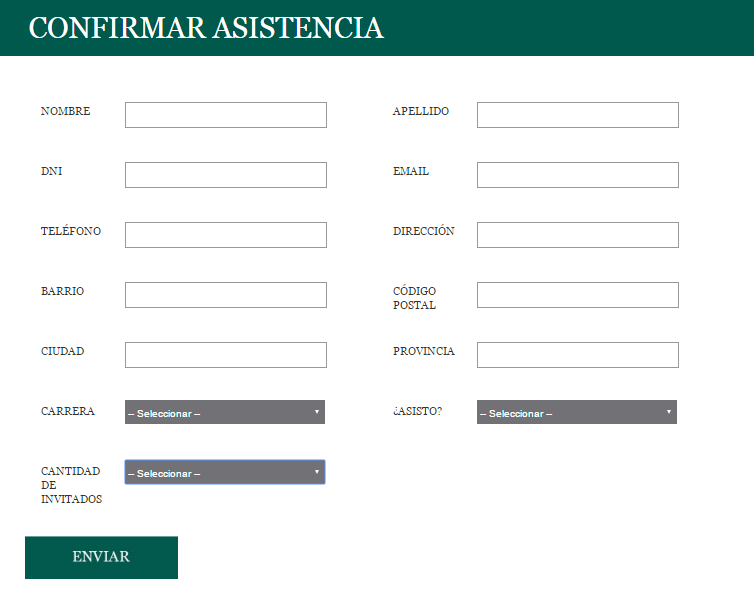 CONFIRMAR ASISTENCIA
NOMBRE
APELLIDO
DNI
EMAIL
TELÉFONO
DIRECCIÓN
BARRIO
CÓDIGO
POSTAL
CIUDAD
PROVINCIA
CARRERA
-- Seleccionar --
¿ASISTO?
-- Seleccionar --
CANTIDAD
DE
INVITADOS
-- Seleccionar --
ENVIAR